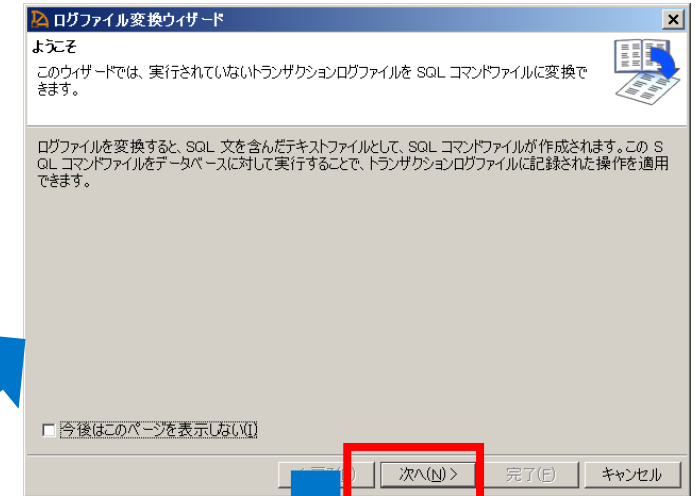 ログファイル変換ウィザード
ようこそ
このウィザードでは、実行されていないトランザクションログファイルを SQL コマンドファイルに変換で
きます。
ログファイルを変換すると、SQL 文を含んだテキストファイルとして、SQL コマンドファイルが作成されます。この S
QL コマンドファイルをデータベースに対して実行することで、トランザクションログファイルに記録された操作を適用
できます。
今後はこのページを表示しない(I)
次へ(N) > 完了(F) キャンセル